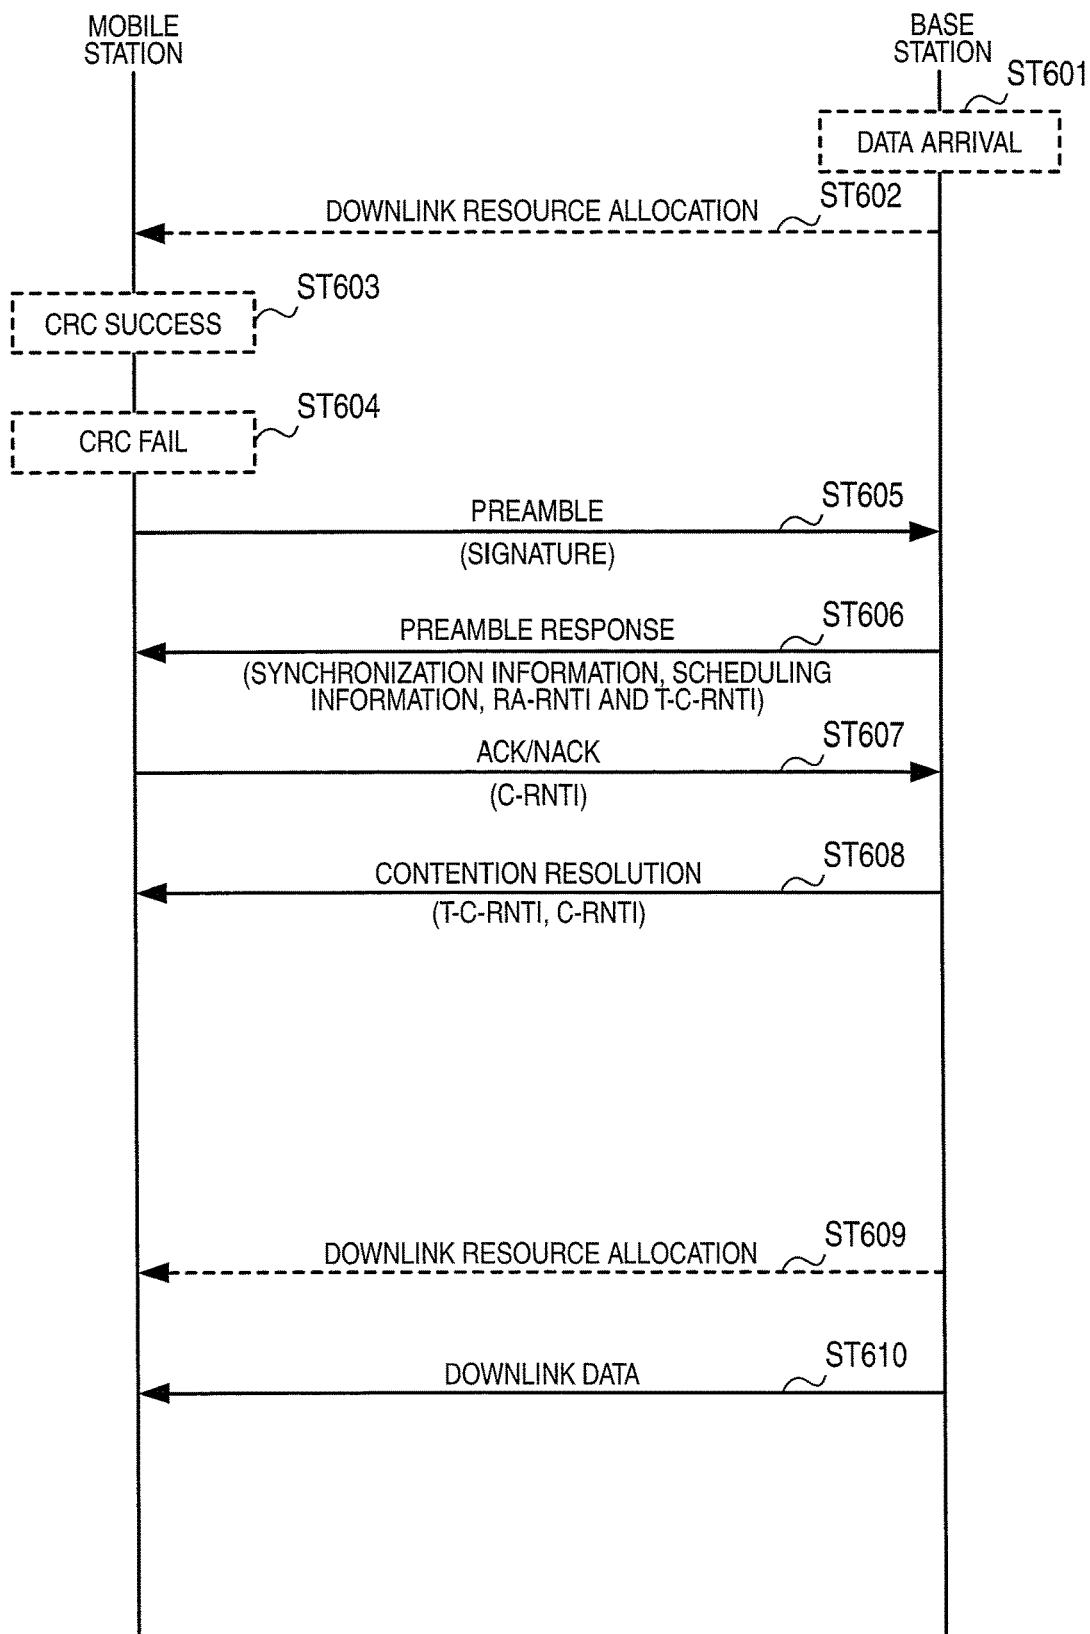 MOBILE
STATION
BASE
STATION
ST601
DATA ARRIVAL
ST602
DOWNLINK RESOURCE ALLOCATION
ST603
CRC SUCCESS
ST604
CRC FAIL
ST605
PREAMBLE
(SIGNATURE)
ST606
PREAMBLE RESPONSE
(SYNCHRONIZATION INFORMATION, SCHEDULING
INFORMATION, RA-RNTI AND T-C-RNTI)
ST607
ACK/NACK
(C-RNTI)
ST608
CONTENTION RESOLUTION
(T-C-RNTI, C-RNTI)
ST609
DOWNLINK RESOURCE ALLOCATION
ST610
DOWNLINK DATA